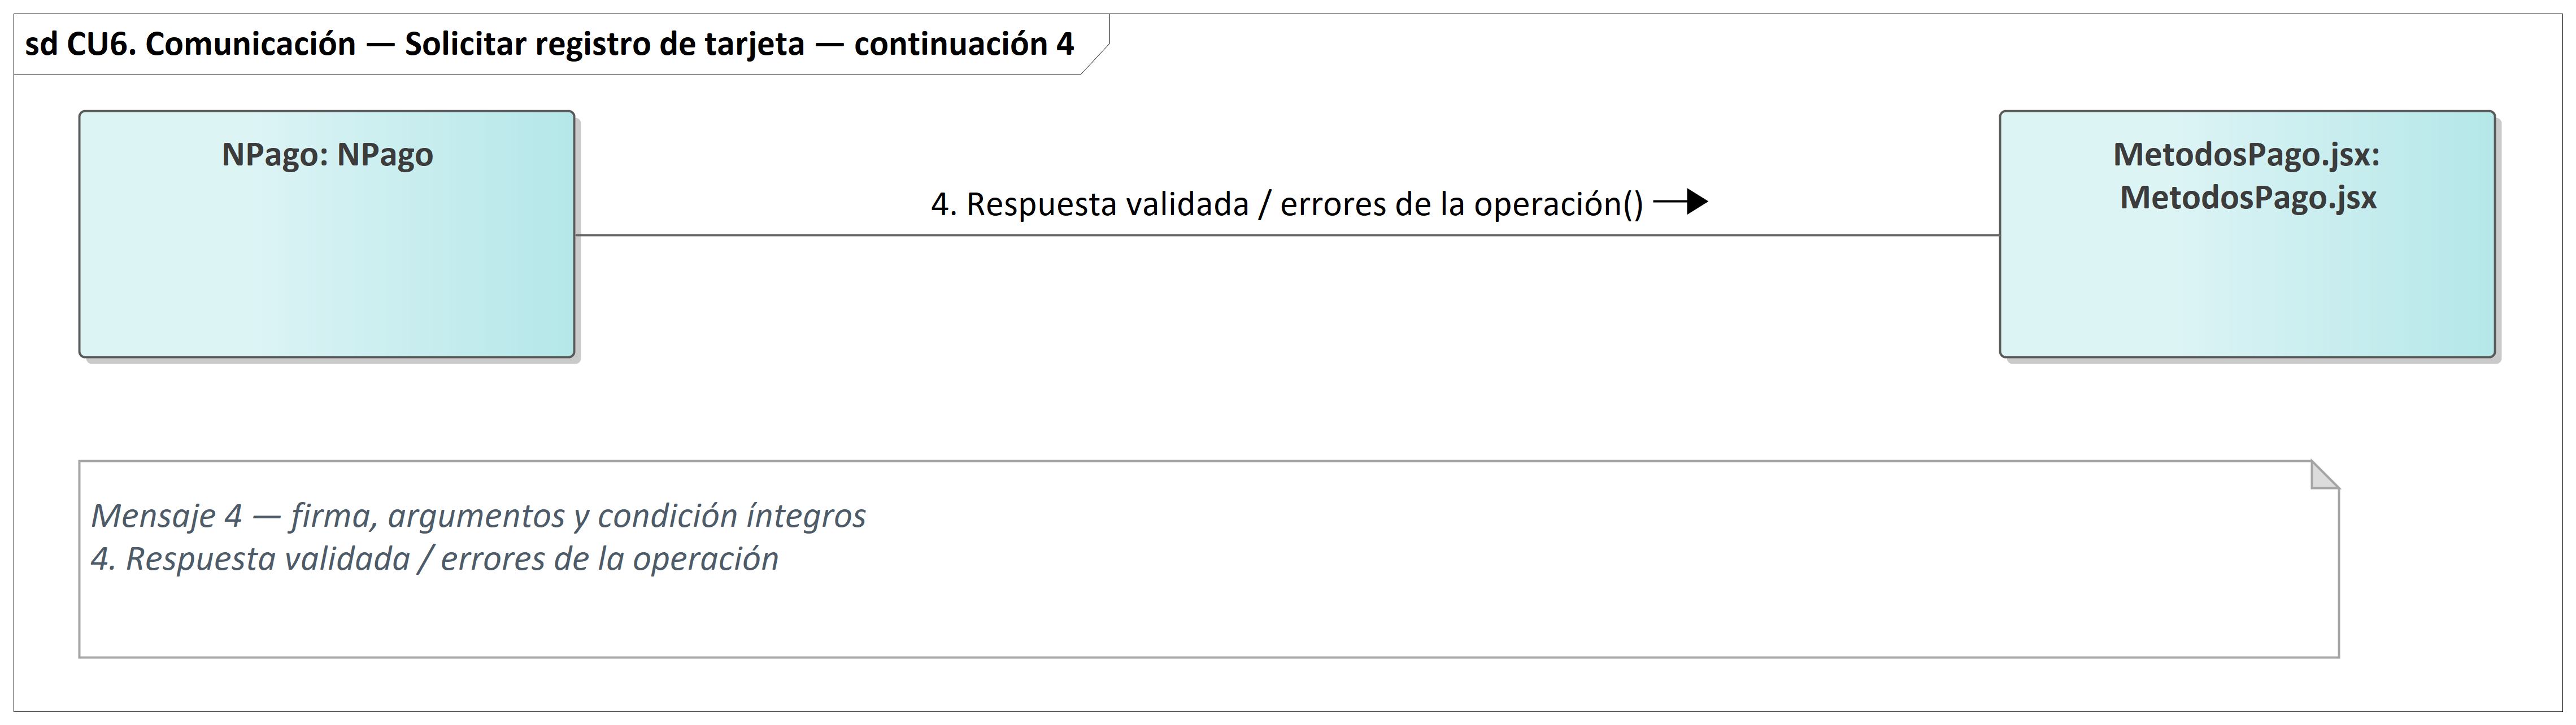 sd CU6. Comunicación — Solicitar registro de tarjeta — continuación 4
NPago: NPago
4. Respuesta validada / errores de la operación()
MetodosPago.jsx:
MetodosPago.jsx
Mensaje 4 — firma, argumentos y condición íntegros
4. Respuesta validada / errores de la operación